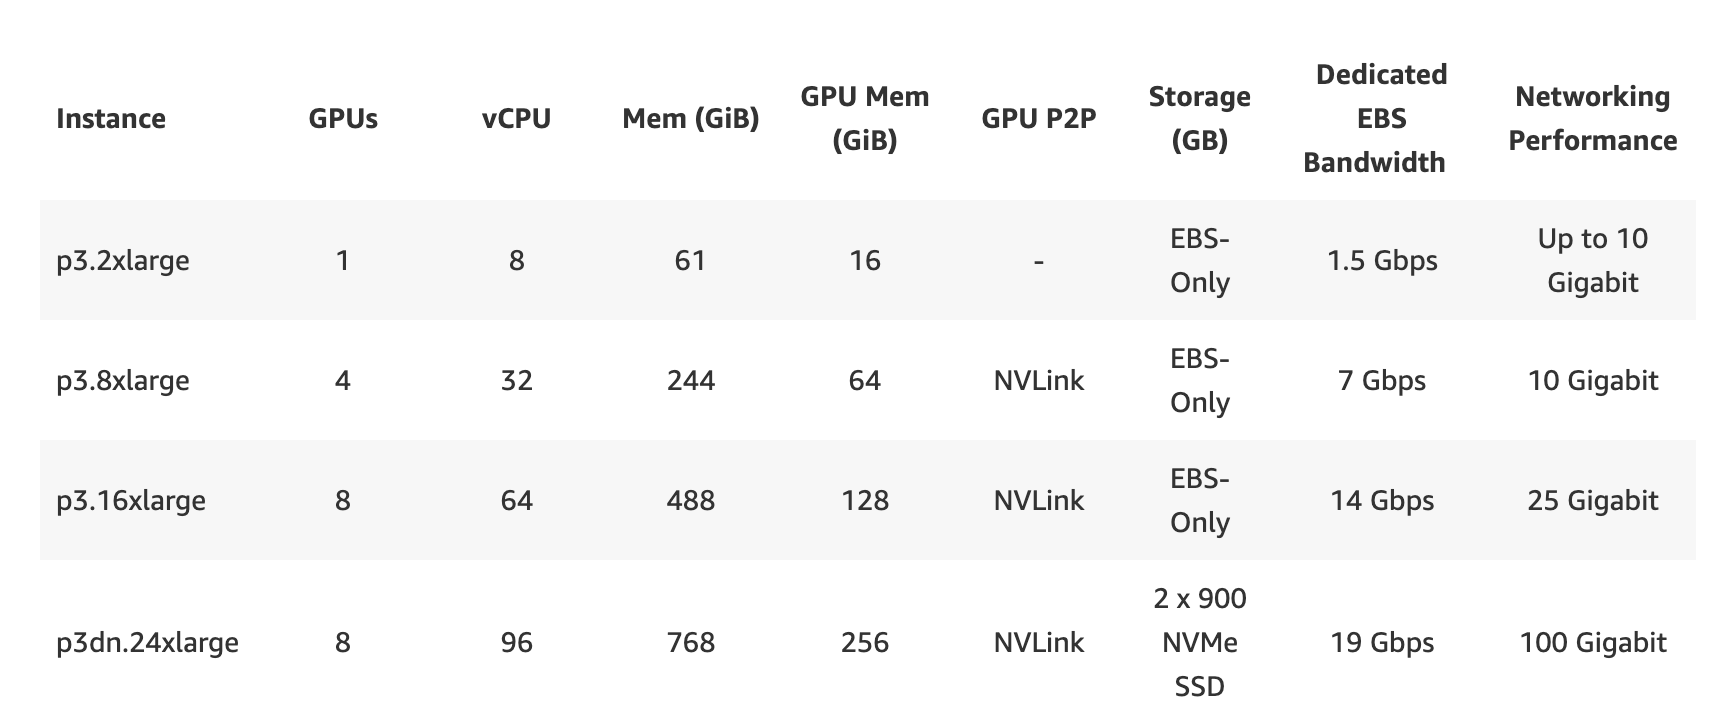 Instance GPUs vCPU Mem (GiB) GPU Mem (GiB) GPU P2P Storage (GB) Dedicated EBS Bandwidth Networking Performance
p3.2xlarge 1 8 61 16 - EBS-Only 1.5 Gbps Up to 10 Gigabit
p3.8xlarge 4 32 244 64 NVLink EBS-Only 7 Gbps 10 Gigabit
p3.16xlarge 8 64 488 128 NVLink EBS-Only 14 Gbps 25 Gigabit
p3dn.24xlarge 8 96 768 256 NVLink 2 x 900 NVMe SSD 19 Gbps 100 Gigabit